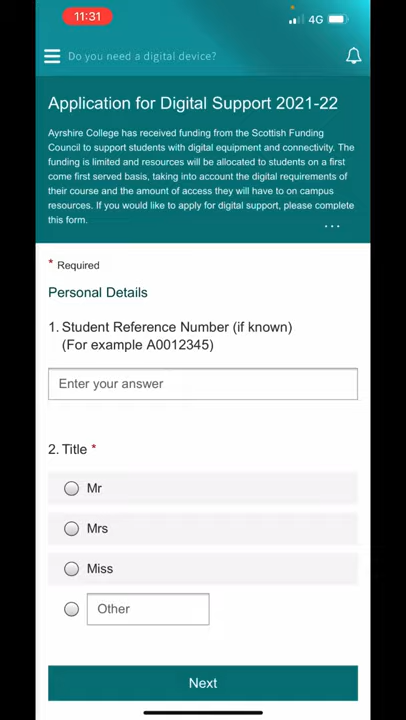 11:31
4G
Do you need a digital device?
Application for Digital Support 2021-22
Ayrshire College has received funding from the Scottish Funding
Council to support students with digital equipment and connectivity. The
funding is limited and resources will be allocated to students on a first
come first served basis, taking into account the digital requirements of
their course and the amount of access they will have to on campus
resources. If you would like to apply for digital support, please complete
this form.
...
* Required
Personal Details
1. Student Reference Number (if known)
(For example A0012345)
Enter your answer
2. Title *
Mr
Mrs
Miss
Other
Next